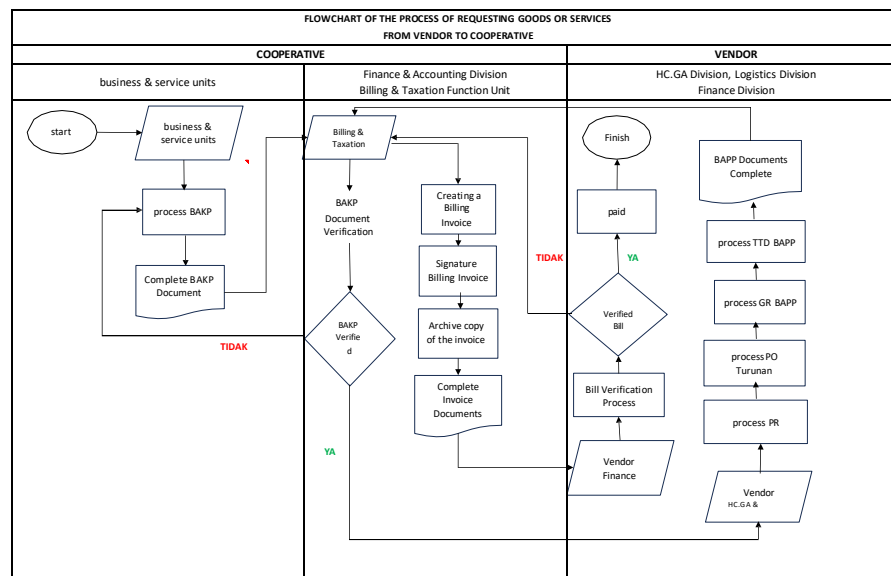 FLOWCHART OF THE PROCESS OF REQUESTING GOODS OR SERVICES
FROM VENDOR TO COOPERATIVE
COOPERATIVE
VENDOR
business & service units
Finance & Accounting Division
Billing & Taxation Function Unit
HC.GA Division, Logistics Division
Finance Division
start
business &
service units
process BAKP
Complete BAKP
Document
TIDAK
Billing &
Taxation
BAKP
Document
Verification
BAKP
Verifie
d
YA
Creating a
Billing
Invoice
Signature
Billing Invoice
Archive copy
of the invoice
Complete
Invoice
Documents
Finish
paid
TIDAK
YA
Verified
Bill
Bill Verification
Process
Vendor
Finance
BAPP Documents
Complete
process TTD BAPP
process GR BAPP
process PO
Turunan
process PR
Vendor
HC.GA &